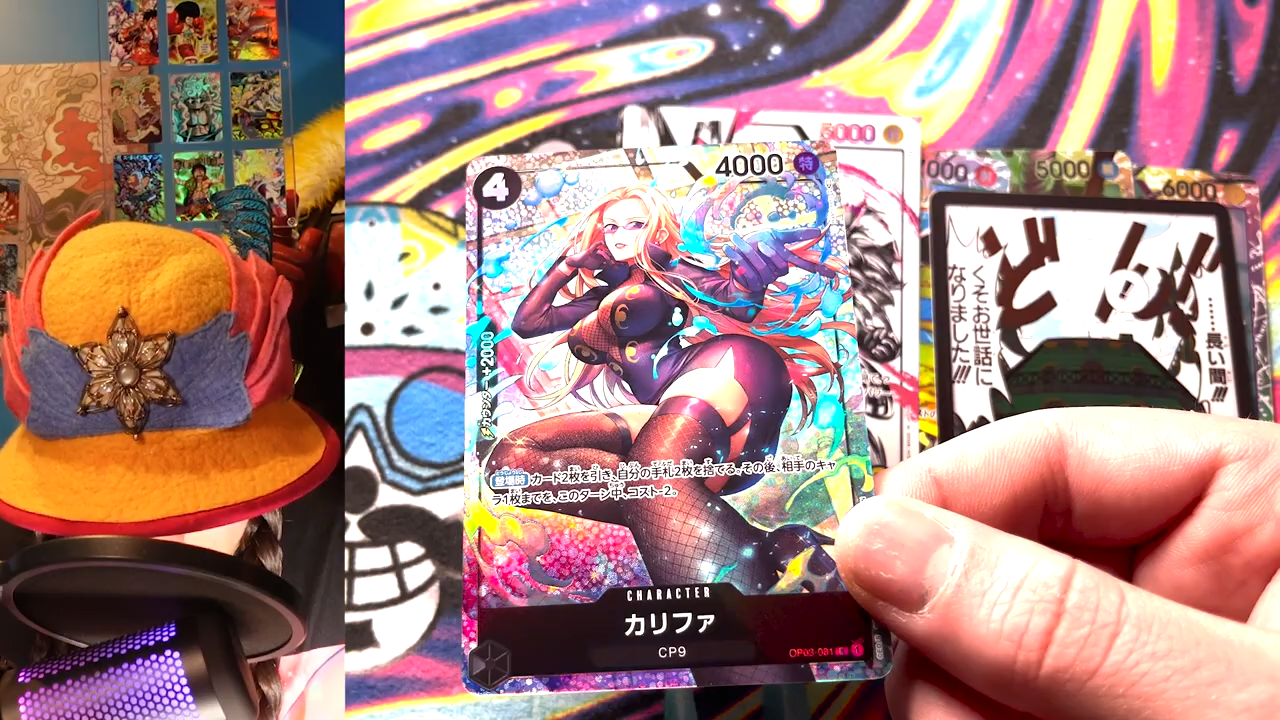 4
4000
特
カウンター+2000
登場時 カード2枚を引き、自分の手札2枚を捨てる。その後、相手のキャ
ラ1枚までを、このターン中、コスト-2。
CHARACTER
カリファ
CP9
OP03-081
5000
5000
6000
……長い間!!!
くそお世話に
なりました!!!